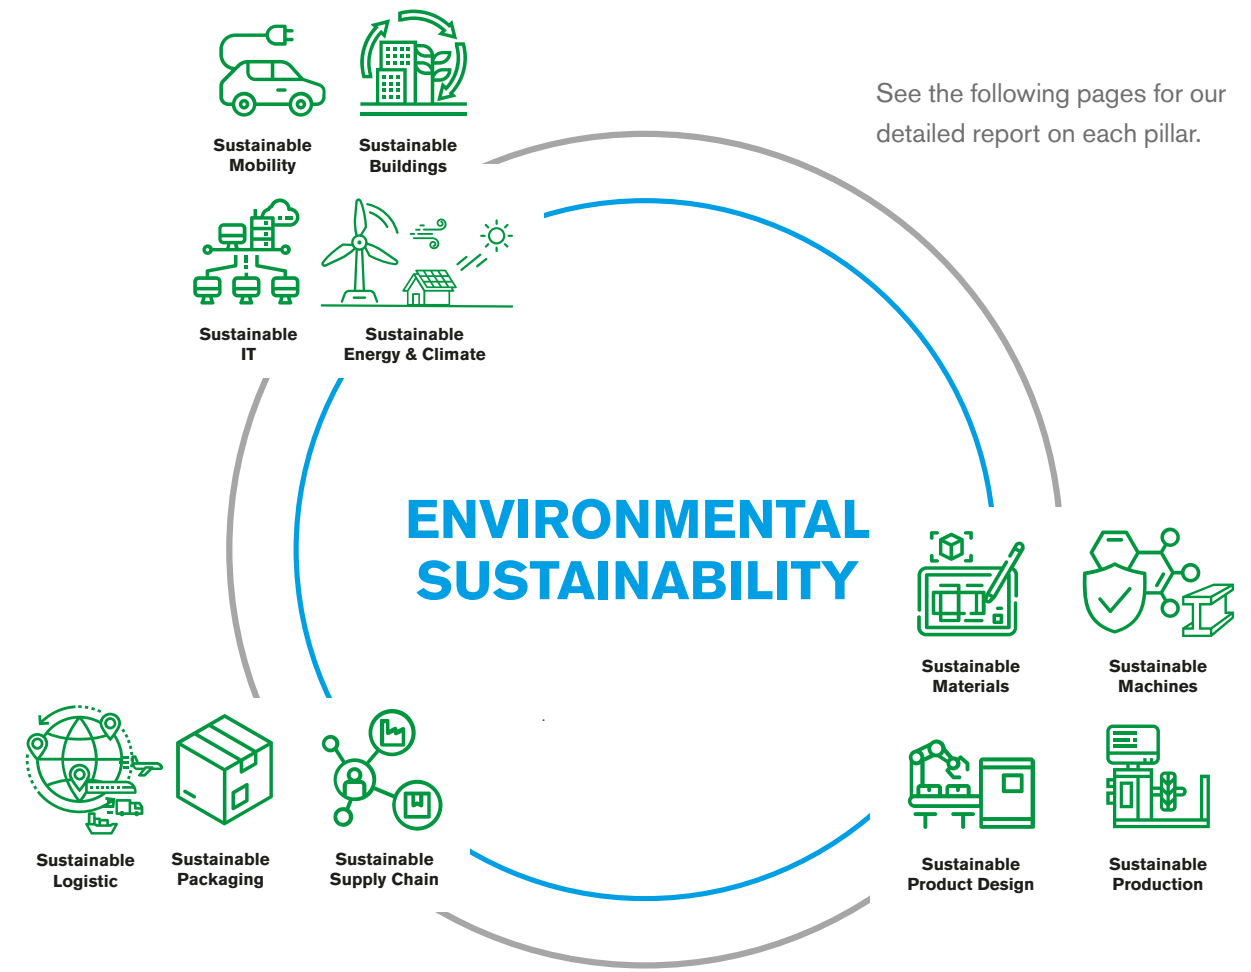 See the following pages for our
detailed report on each pillar.
Sustainable
Mobility
Sustainable
Buildings
Sustainable
IT
Sustainable
Energy & Climate
ENVIRONMENTAL
SUSTAINABILITY
Sustainable
Materials
Sustainable
Machines
Sustainable
Logistic
Sustainable
Packaging
Sustainable
Supply Chain
Sustainable
Product Design
Sustainable
Production